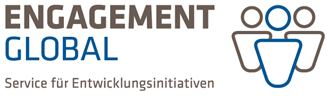 ENGAGEMENT
GLOBAL
Service für Entwicklungsinitiativen